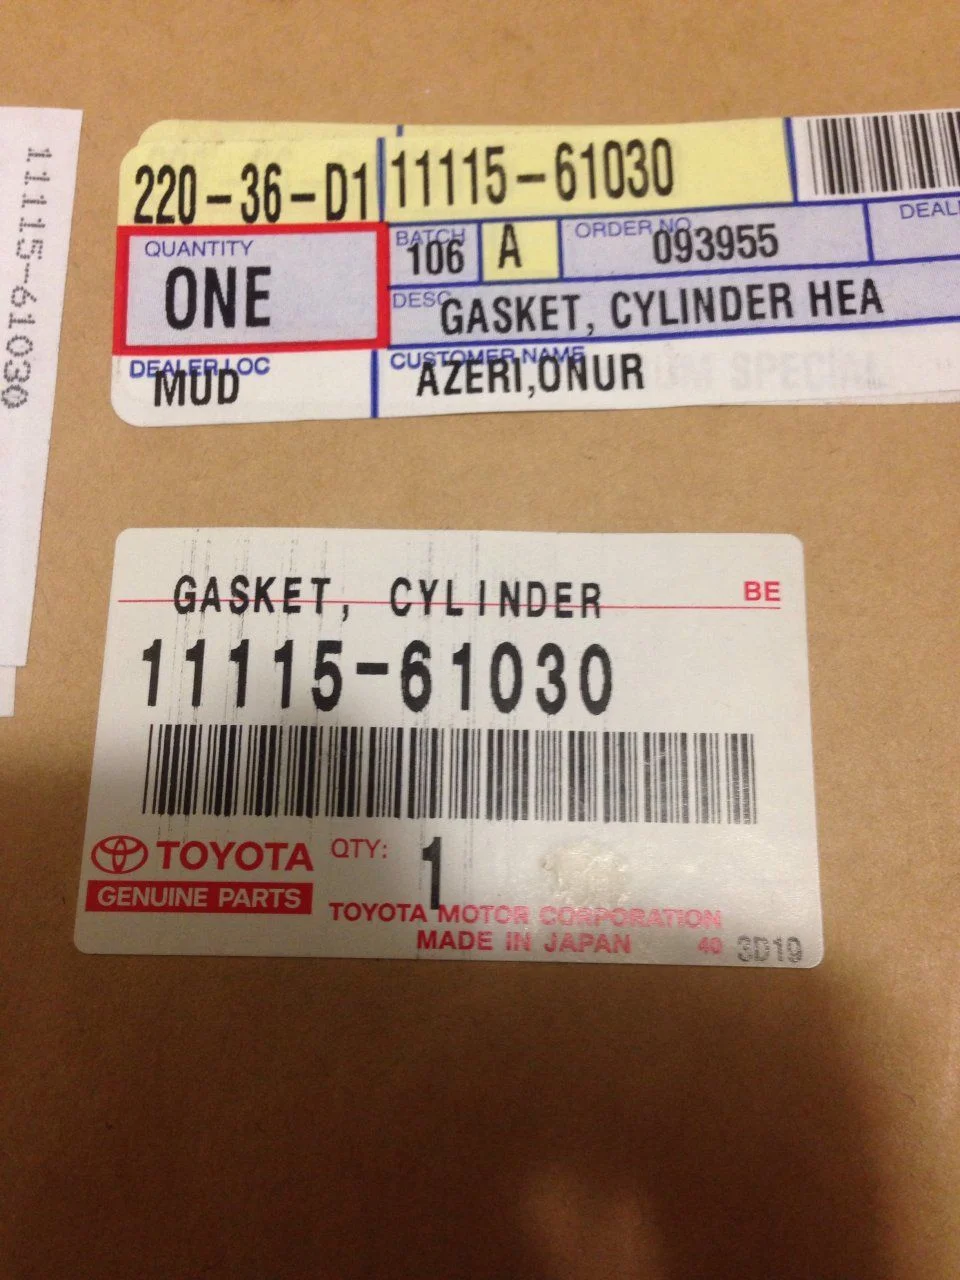 11115-61030
220-36-D1
11115-61030
QUANTITY
ONE
BATCH
106
A
ORDER NO
093955
DESC
GASKET, CYLINDER HEA
DEALER LOC
MUD
CUSTOMER NAME
AZERI,ONUR
GASKET, CYLINDER
BE
11115-61030
TOYOTA
GENUINE PARTS
QTY:
1
TOYOTA MOTOR CORPORATION
MADE IN JAPAN
40